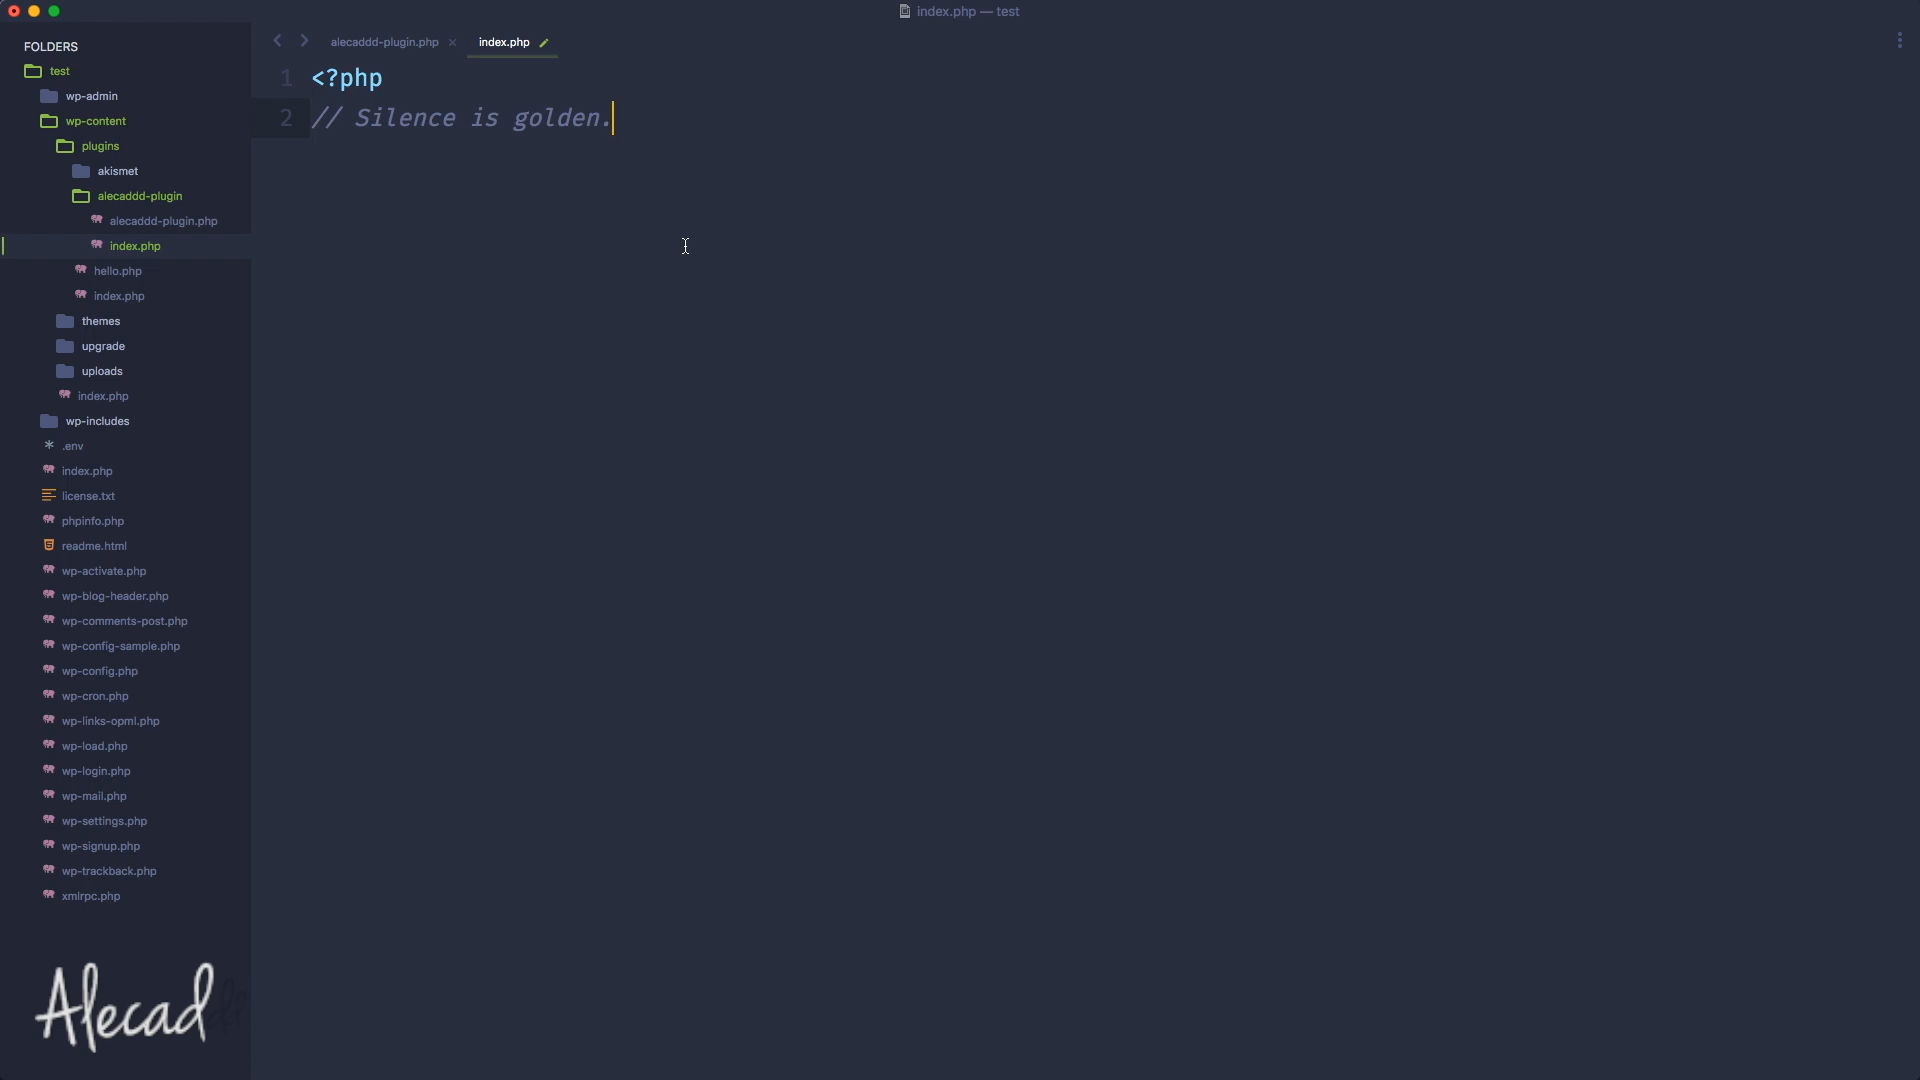 index.php — test
FOLDERS
test
wp-admin
wp-content
plugins
akismet
alecaddd-plugin
alecaddd-plugin.php
index.php
hello.php
index.php
themes
upgrade
uploads
index.php
wp-includes
.env
index.php
license.txt
phpinfo.php
readme.html
wp-activate.php
wp-blog-header.php
wp-comments-post.php
wp-config-sample.php
wp-config.php
wp-cron.php
wp-links-opml.php
wp-load.php
wp-login.php
wp-mail.php
wp-settings.php
wp-signup.php
wp-trackback.php
xmlrpc.php
Alecad
alecaddd-plugin.php × index.php
1 <?php
2 // Silence is golden.